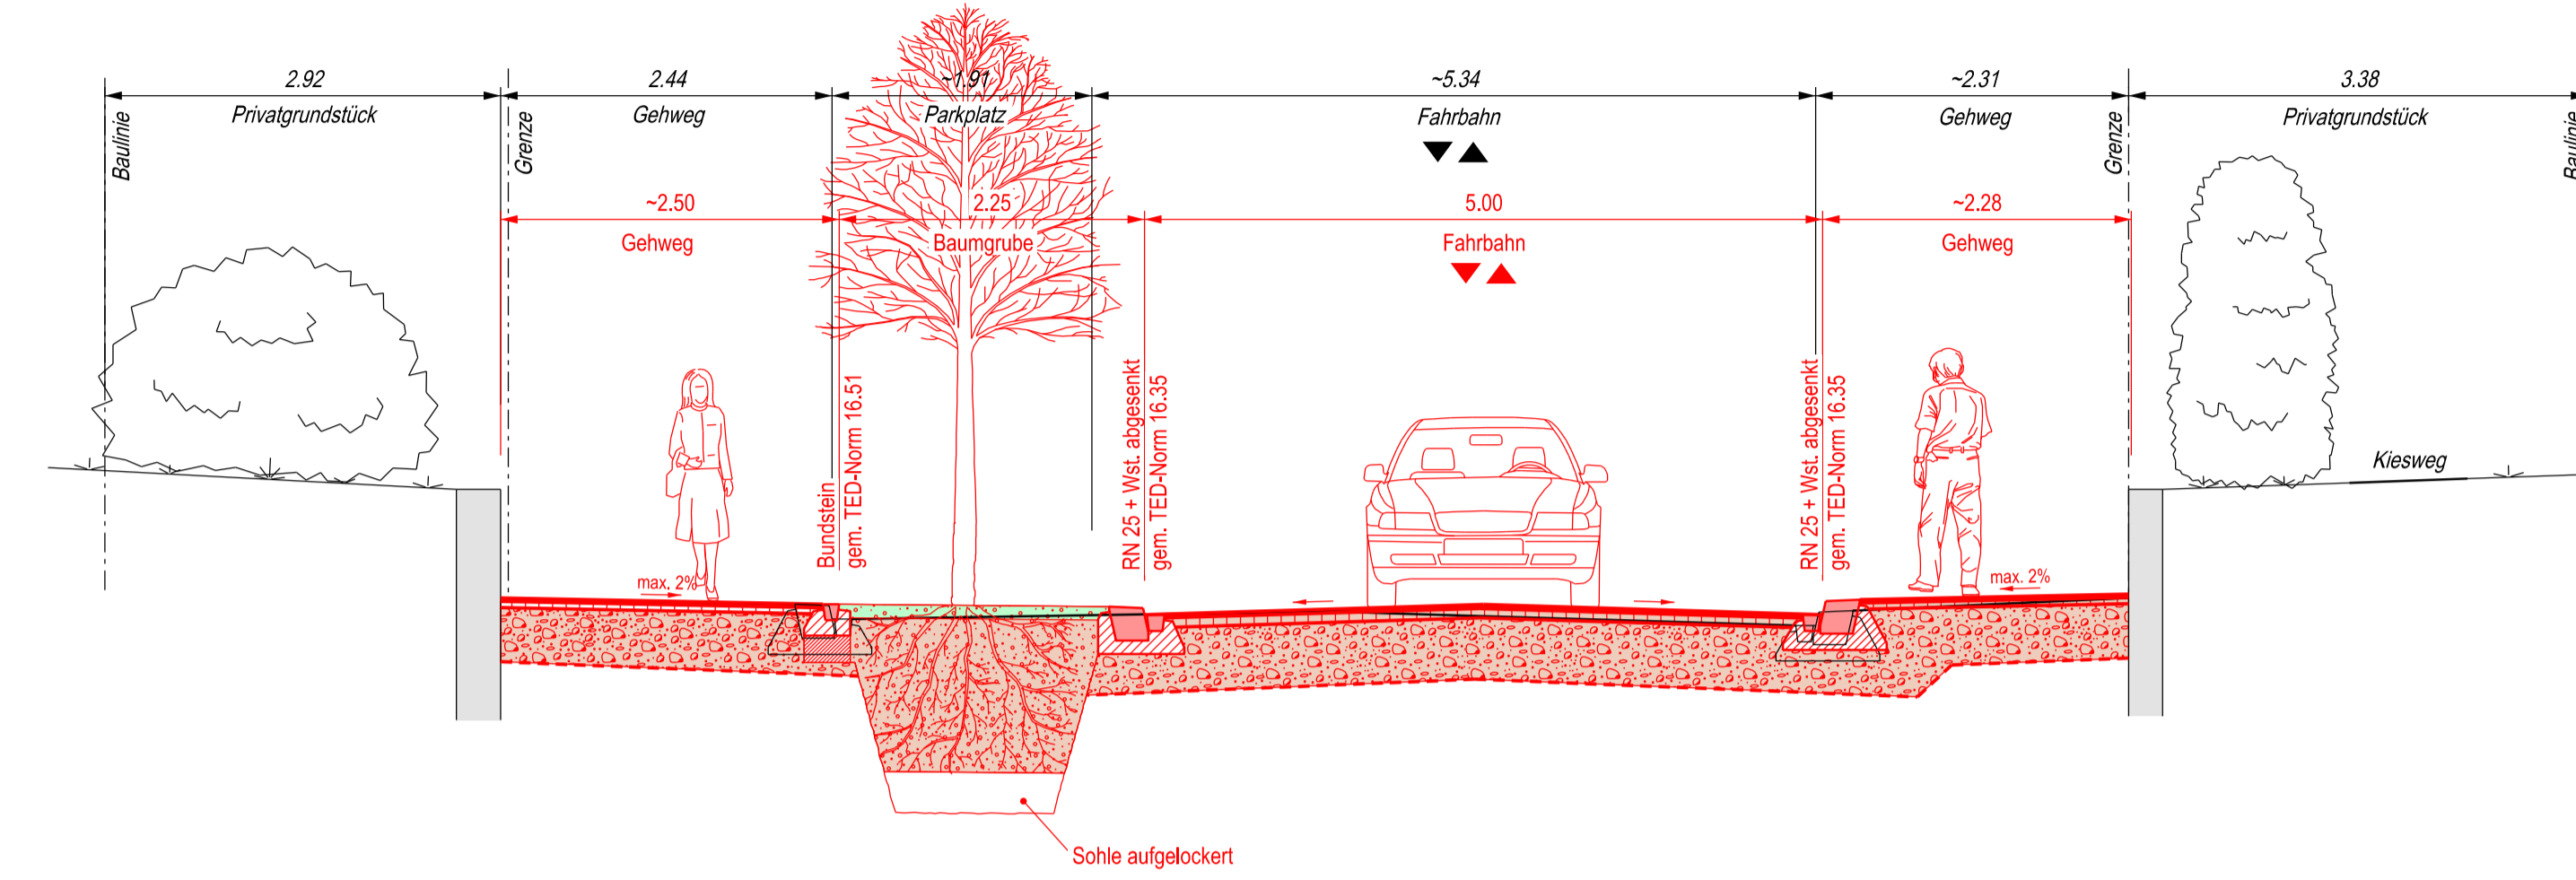 2.92
2.44
~1.91
~5.34
~2.31
3.38
Privatgrundstück
Gehweg
Parkplatz
Fahrbahn
Gehweg
Privatgrundstück
Baulinie
Grenze
Grenze
Baulinie
~2.50
2.25
5.00
~2.28
Gehweg
Baumgrube
Fahrbahn
Gehweg
Bundstein
gem. TED-Norm 16.51
RN 25 + Wst. abgesenkt
gem. TED-Norm 16.35
RN 25 + Wst. abgesenkt
gem. TED-Norm 16.35
Kiesweg
max. 2%
max. 2%
Sohle aufgelockert